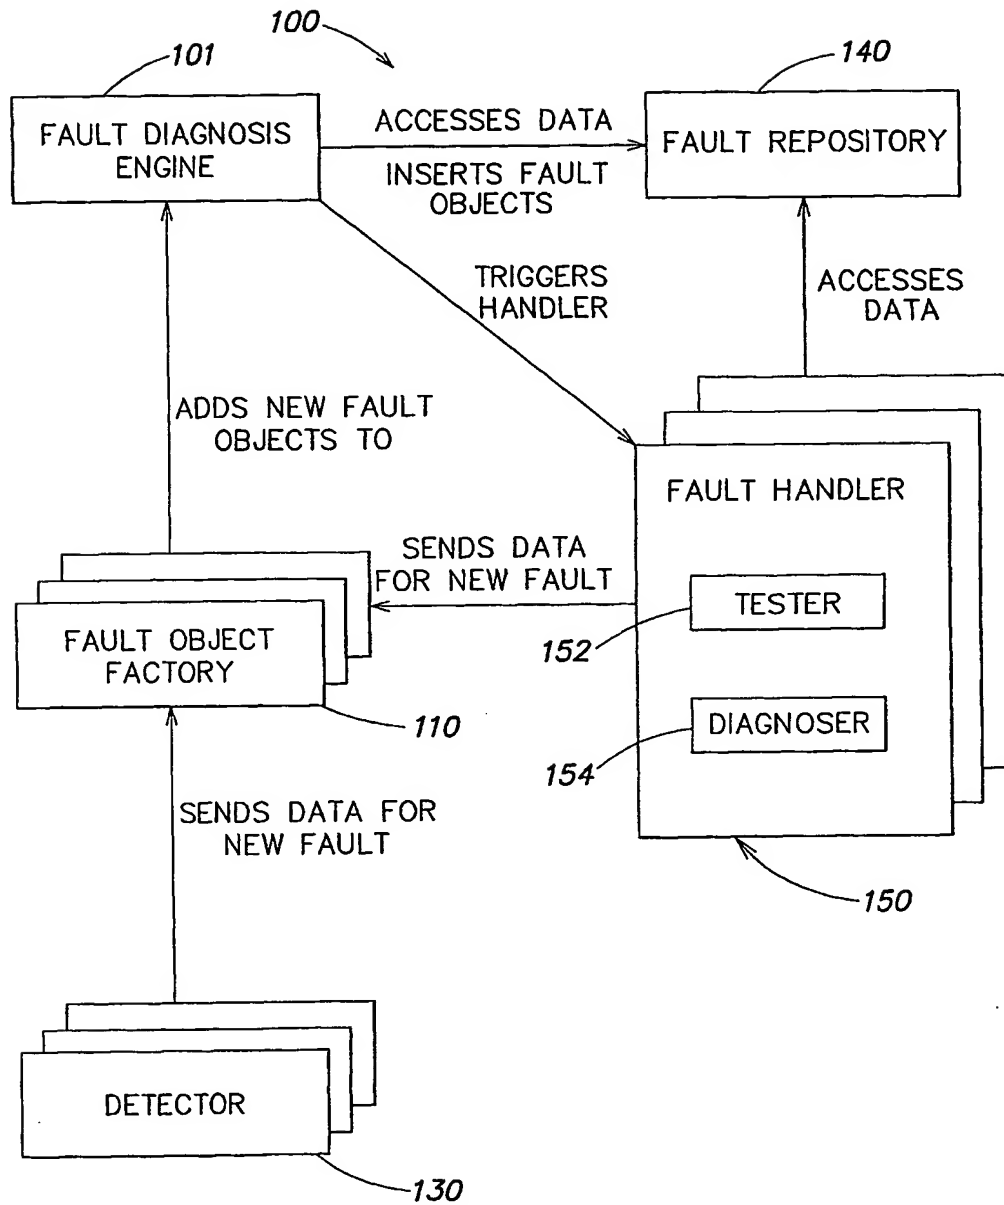 100
101
FAULT DIAGNOSIS
ENGINE
ACCESSES DATA
INSERTS FAULT
OBJECTS
140
FAULT REPOSITORY
TRIGGERS
HANDLER
ACCESSES
DATA
ADDS NEW FAULT
OBJECTS TO
FAULT HANDLER
SENDS DATA
FOR NEW FAULT
TESTER
152
FAULT OBJECT
FACTORY
110
DIAGNOSER
154
SENDS DATA FOR
NEW FAULT
150
DETECTOR
130